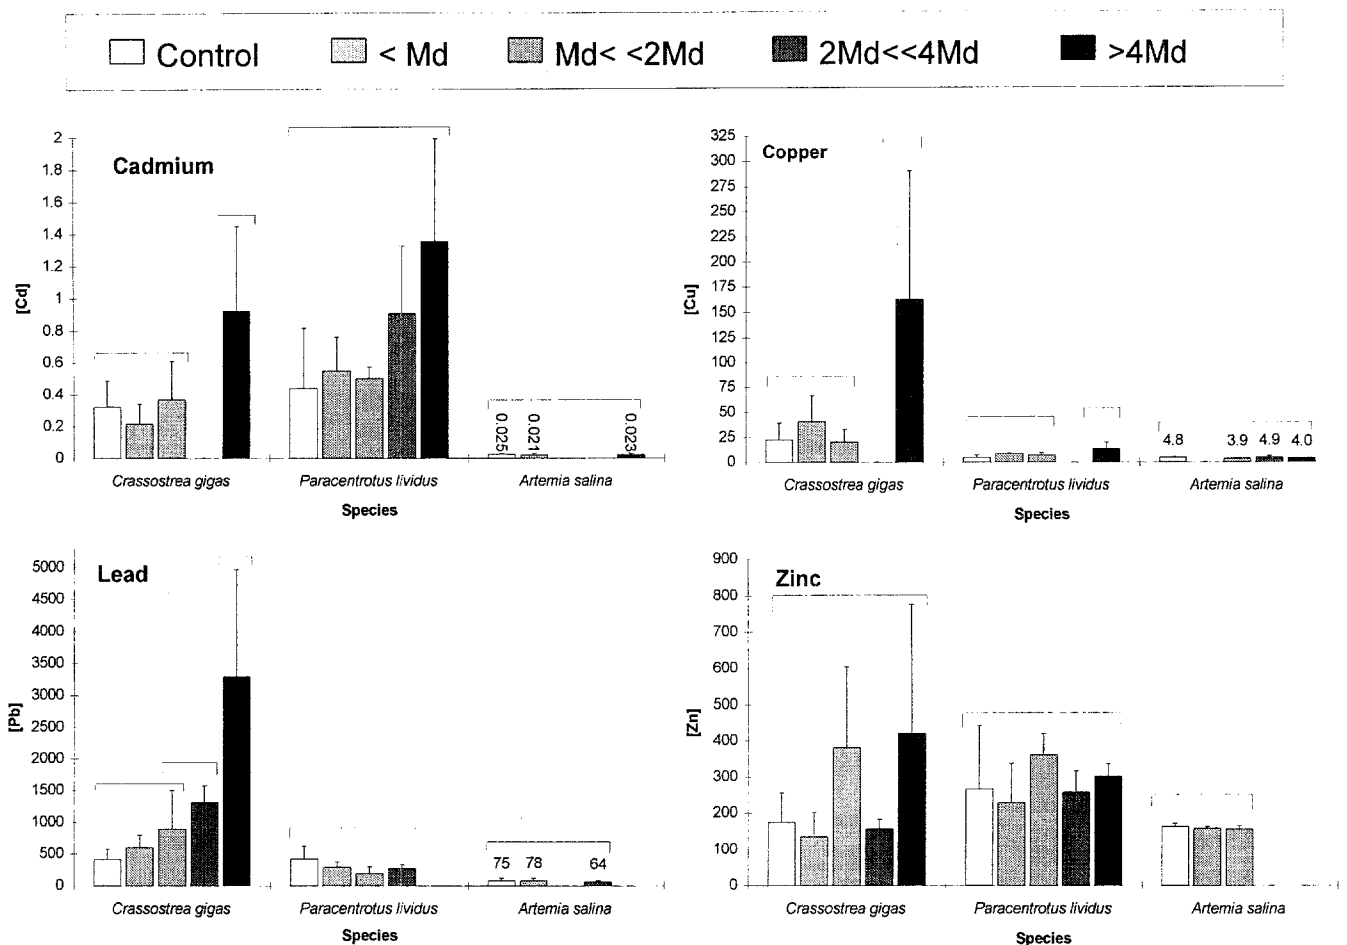 Control < Md Md< <2Md 2Md<<4Md >4Md
Cadmium
[Cd]
2
1.8
1.6
1.4
1.2
1
0.8
0.6
0.4
0.2
0
0.025
0.021
0.023
Crassostrea gigas Paracentrotus lividus Artemia salina
Species
Copper
[Cu]
325
300
275
250
225
200
175
150
125
100
75
50
25
0
4.8 3.9 4.9 4.0
Crassostrea gigas Paracentrotus lividus Artemia salina
Species
Lead
[Pb]
5000
4500
4000
3500
3000
2500
2000
1500
1000
500
0
75 78 64
Crassostrea gigas Paracentrotus lividus Artemia salina
Species
Zinc
[Zn]
900
800
700
600
500
400
300
200
100
0
Crassostrea gigas Paracentrotus lividus Artemia salina
Species